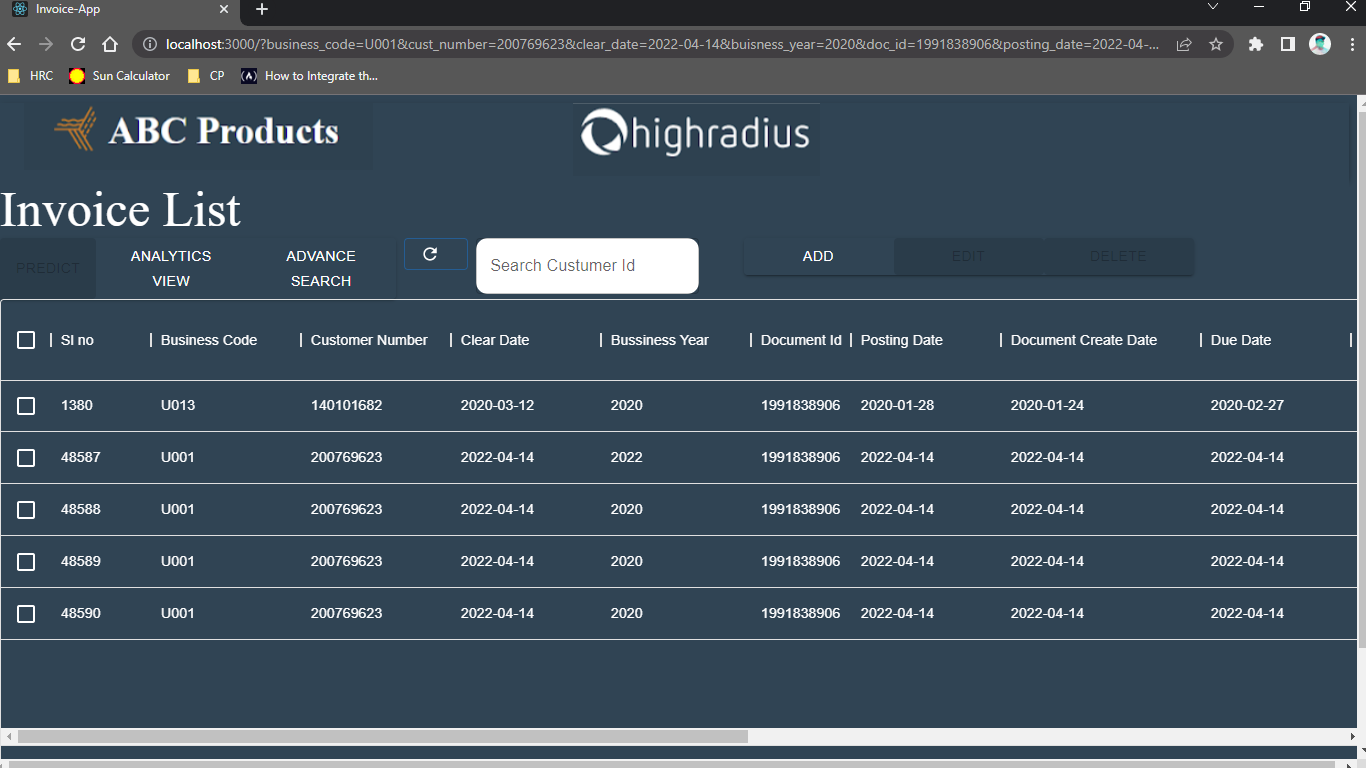 Invoice-App
localhost:3000/?business_code=U001&cust_number=200769623&clear_date=2022-04-14&buisness_year=2020&doc_id=1991838906&posting_date=2022-04-...
HRC Sun Calculator CP (A) How to Integrate th...
ABC Products highradius
Invoice List
PREDICT ANALYTICS VIEW ADVANCE SEARCH Search Custumer Id ADD EDIT DELETE
Sl no Business Code Customer Number Clear Date Bussiness Year Document Id Posting Date Document Create Date Due Date
1380 U013 140101682 2020-03-12 2020 1991838906 2020-01-28 2020-01-24 2020-02-27
48587 U001 200769623 2022-04-14 2022 1991838906 2022-04-14 2022-04-14 2022-04-14
48588 U001 200769623 2022-04-14 2020 1991838906 2022-04-14 2022-04-14 2022-04-14
48589 U001 200769623 2022-04-14 2020 1991838906 2022-04-14 2022-04-14 2022-04-14
48590 U001 200769623 2022-04-14 2020 1991838906 2022-04-14 2022-04-14 2022-04-14